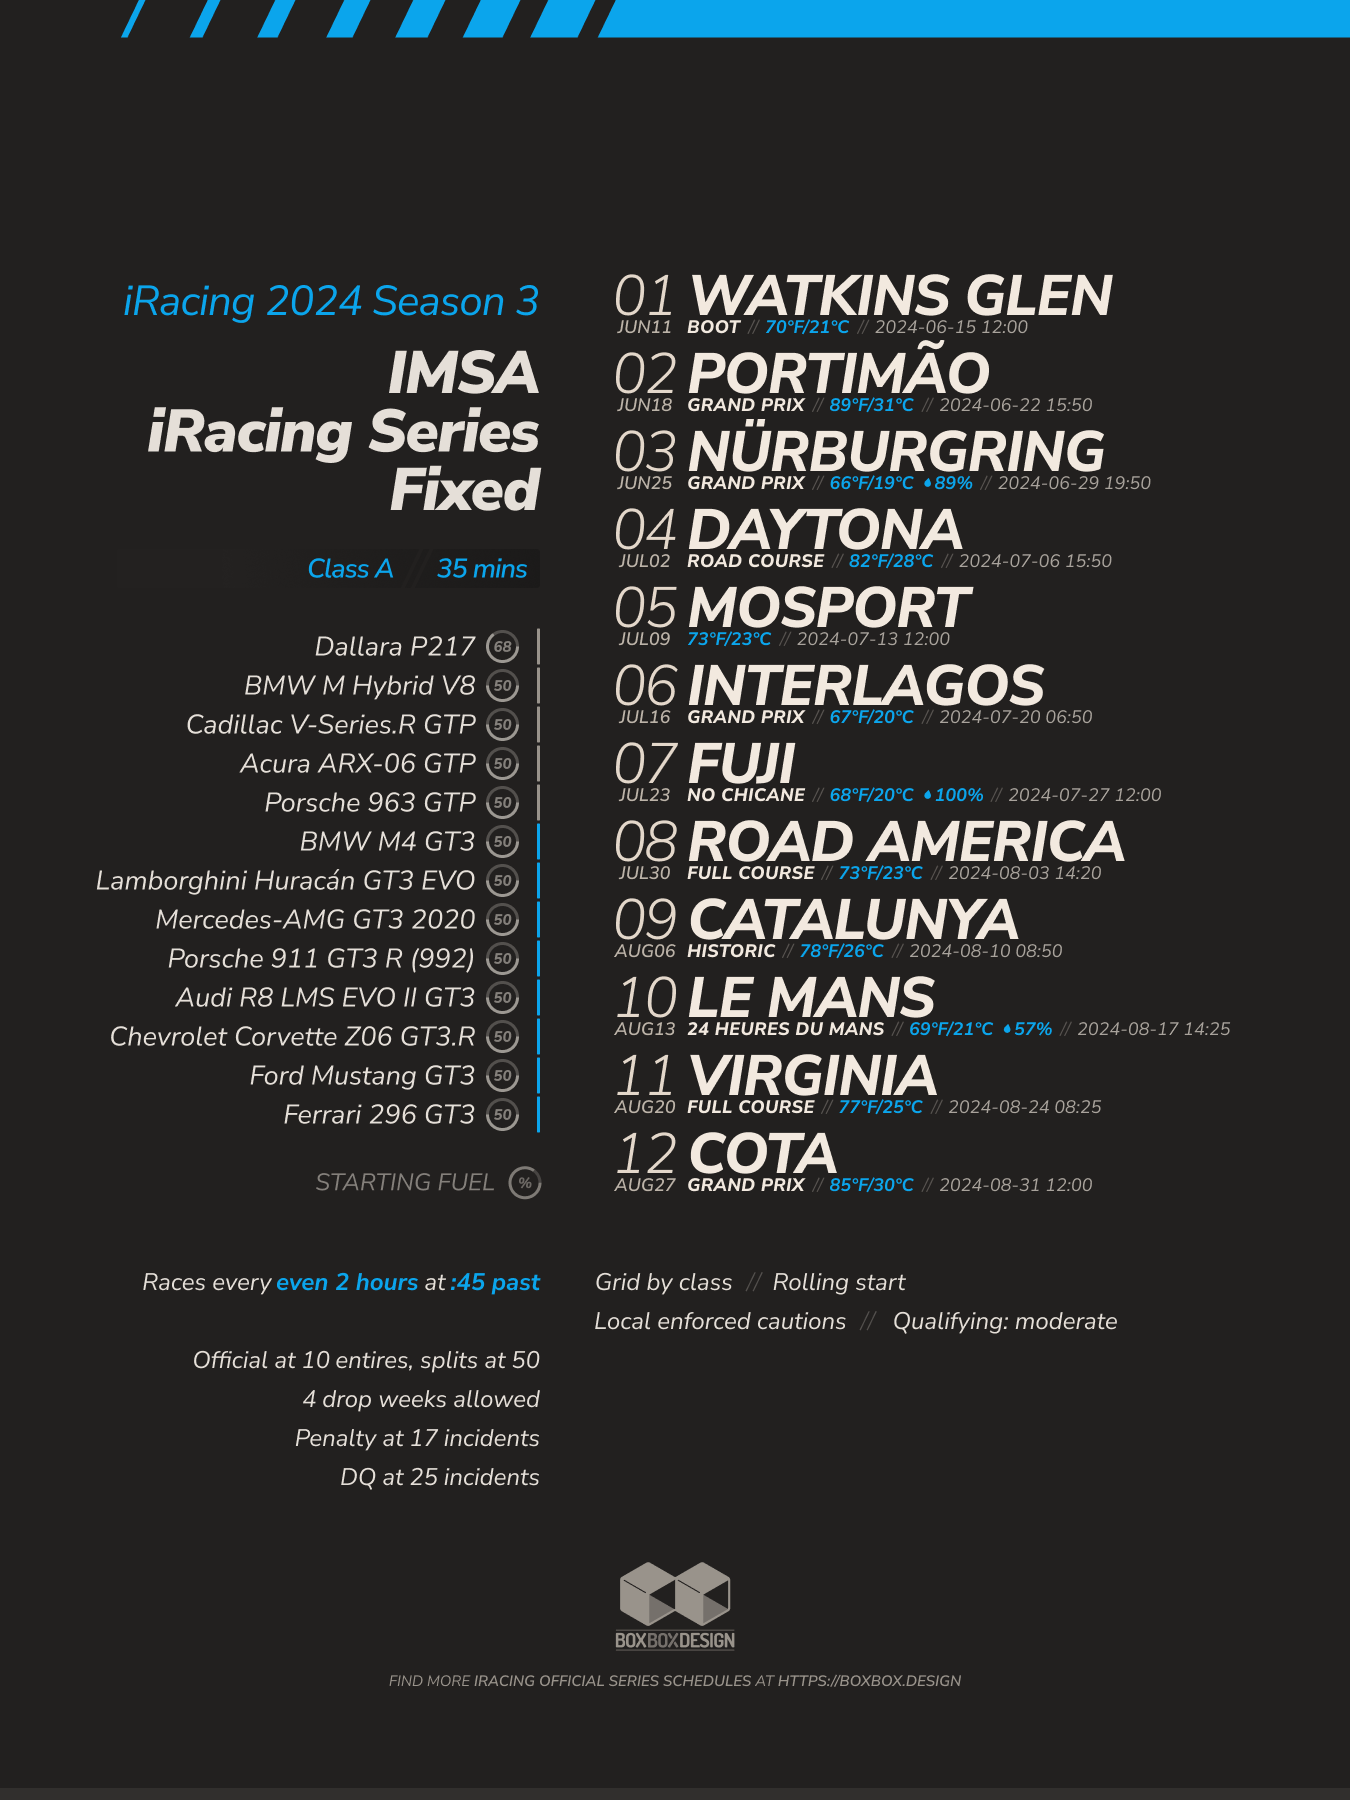 iRacing 2024 Season 3
IMSA
iRacing Series
Fixed
Class A // 35 mins
Dallara P217 68
BMW M Hybrid V8 50
Cadillac V-Series.R GTP 50
Acura ARX-06 GTP 50
Porsche 963 GTP 50
BMW M4 GT3 50
Lamborghini Huracán GT3 EVO 50
Mercedes-AMG GT3 2020 50
Porsche 911 GT3 R (992) 50
Audi R8 LMS EVO II GT3 50
Chevrolet Corvette Z06 GT3.R 50
Ford Mustang GT3 50
Ferrari 296 GT3 50
STARTING FUEL %
01 WATKINS GLEN
JUN11 BOOT // 70°F/21°C // 2024-06-15 12:00
02 PORTIMÃO
JUN18 GRAND PRIX // 89°F/31°C // 2024-06-22 15:50
03 NÜRBURGRING
JUN25 GRAND PRIX // 66°F/19°C 89% // 2024-06-29 19:50
04 DAYTONA
JUL02 ROAD COURSE // 82°F/28°C // 2024-07-06 15:50
05 MOSPORT
JUL09 73°F/23°C // 2024-07-13 12:00
06 INTERLAGOS
JUL16 GRAND PRIX // 67°F/20°C // 2024-07-20 06:50
07 FUJI
JUL23 NO CHICANE // 68°F/20°C 100% // 2024-07-27 12:00
08 ROAD AMERICA
JUL30 FULL COURSE // 73°F/23°C // 2024-08-03 14:20
09 CATALUNYA
AUG06 HISTORIC // 78°F/26°C // 2024-08-10 08:50
10 LE MANS
AUG13 24 HEURES DU MANS // 69°F/21°C 57% // 2024-08-17 14:25
11 VIRGINIA
AUG20 FULL COURSE // 77°F/25°C // 2024-08-24 08:25
12 COTA
AUG27 GRAND PRIX // 85°F/30°C // 2024-08-31 12:00
Races every even 2 hours at :45 past
Official at 10 entires, splits at 50
4 drop weeks allowed
Penalty at 17 incidents
DQ at 25 incidents
Grid by class // Rolling start
Local enforced cautions // Qualifying: moderate
BOXBOXDESIGN
FIND MORE IRACING OFFICIAL SERIES SCHEDULES AT HTTPS://BOXBOX.DESIGN